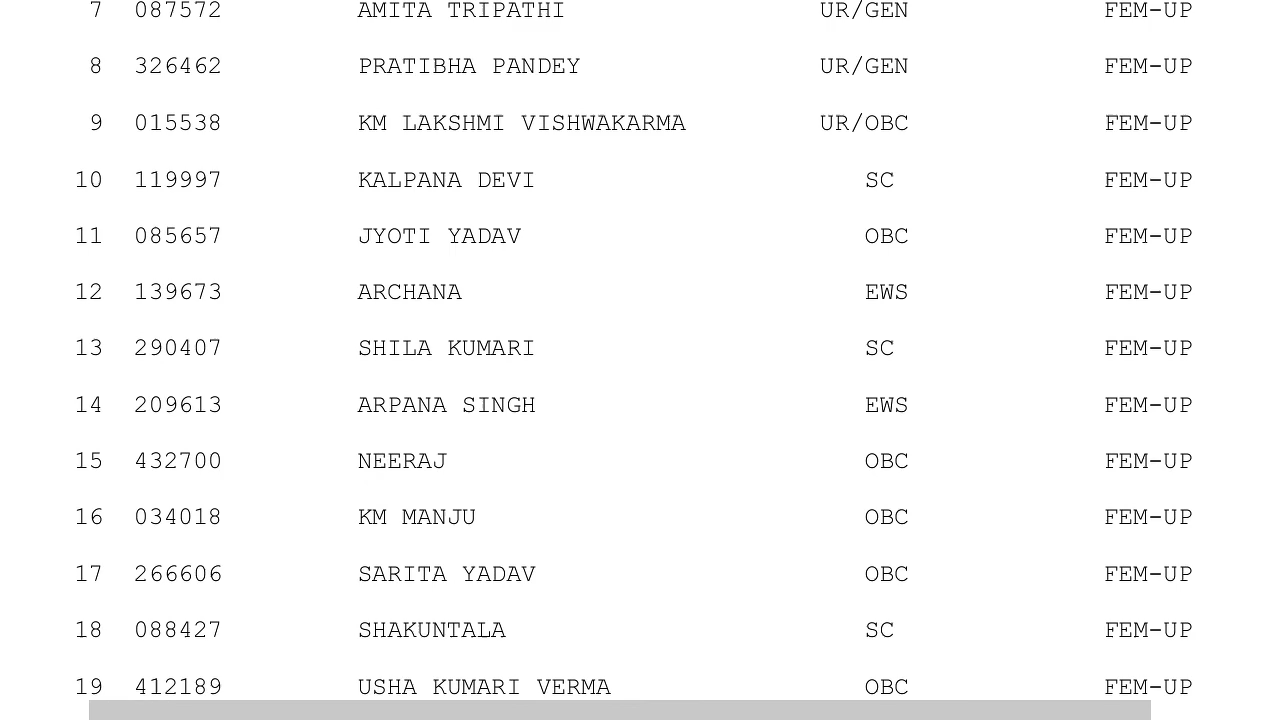 7 087572 AMITA TRIPATHI UR/GEN FEM-UP
8 326462 PRATIBHA PANDEY UR/GEN FEM-UP
9 015538 KM LAKSHMI VISHWAKARMA UR/OBC FEM-UP
10 119997 KALPANA DEVI SC FEM-UP
11 085657 JYOTI YADAV OBC FEM-UP
12 139673 ARCHANA EWS FEM-UP
13 290407 SHILA KUMARI SC FEM-UP
14 209613 ARPANA SINGH EWS FEM-UP
15 432700 NEERAJ OBC FEM-UP
16 034018 KM MANJU OBC FEM-UP
17 266606 SARITA YADAV OBC FEM-UP
18 088427 SHAKUNTALA SC FEM-UP
19 412189 USHA KUMARI VERMA OBC FEM-UP